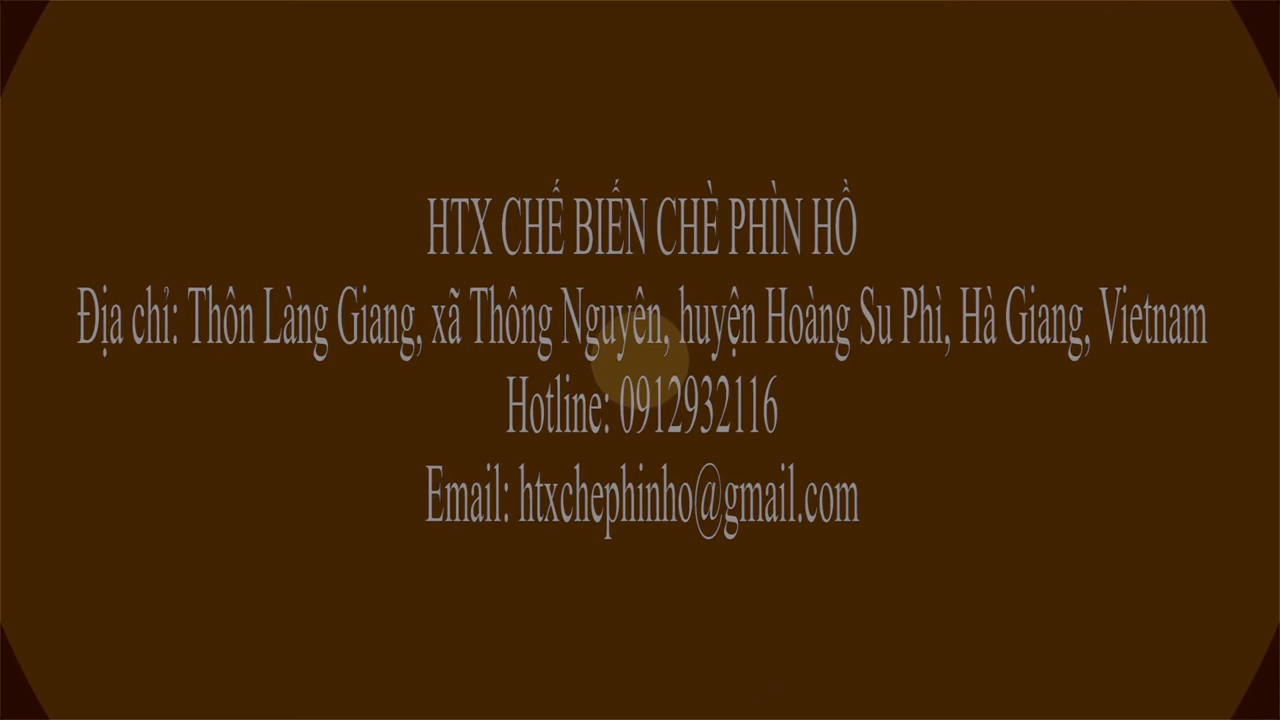 HTX CHẾ BIẾN CHÈ PHÌN HỒ
Địa chỉ: Thôn Làng Giang, xã Thông Nguyên, huyện Hoàng Su Phì, Hà Giang, Vietnam
Hotline: 0912932116
Email: htxchephinho@gmail.com